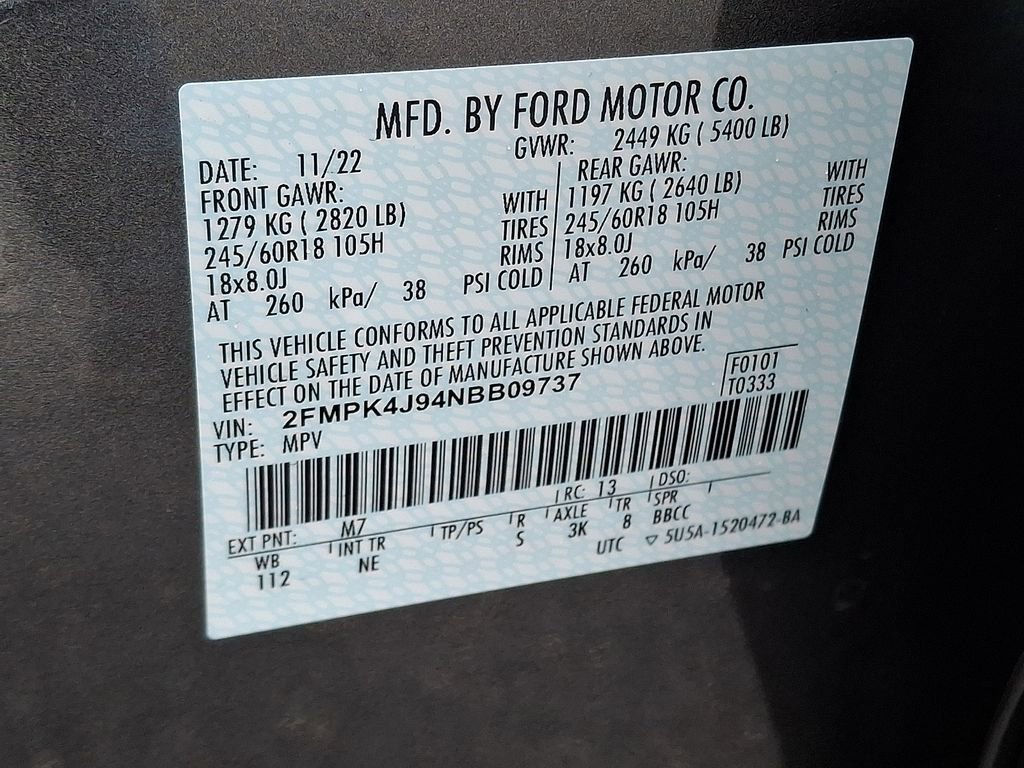 MFD. BY FORD MOTOR CO.
DATE: 11/22 GVWR: 2449 KG ( 5400 LB)
FRONT GAWR: REAR GAWR:
1279 KG ( 2820 LB) WITH 1197 KG ( 2640 LB) WITH
245/60R18 105H TIRES 245/60R18 105H TIRES
18x8.0J RIMS 18x8.0J RIMS
AT 260 kPa/ 38 PSI COLD AT 260 kPa/ 38 PSI COLD
THIS VEHICLE CONFORMS TO ALL APPLICABLE FEDERAL MOTOR
VEHICLE SAFETY AND THEFT PREVENTION STANDARDS IN
EFFECT ON THE DATE OF MANUFACTURE SHOWN ABOVE.
VIN: 2FMPK4J94NBB09737 F0101
TYPE: MPV T0333
EXT PNT: M7 RC: 13 DSO:
WB INT TR TP/PS R AXLE TR SPR
112 NE S 3K 8 BBCC
UTC ▽ 5U5A-1520472-BA